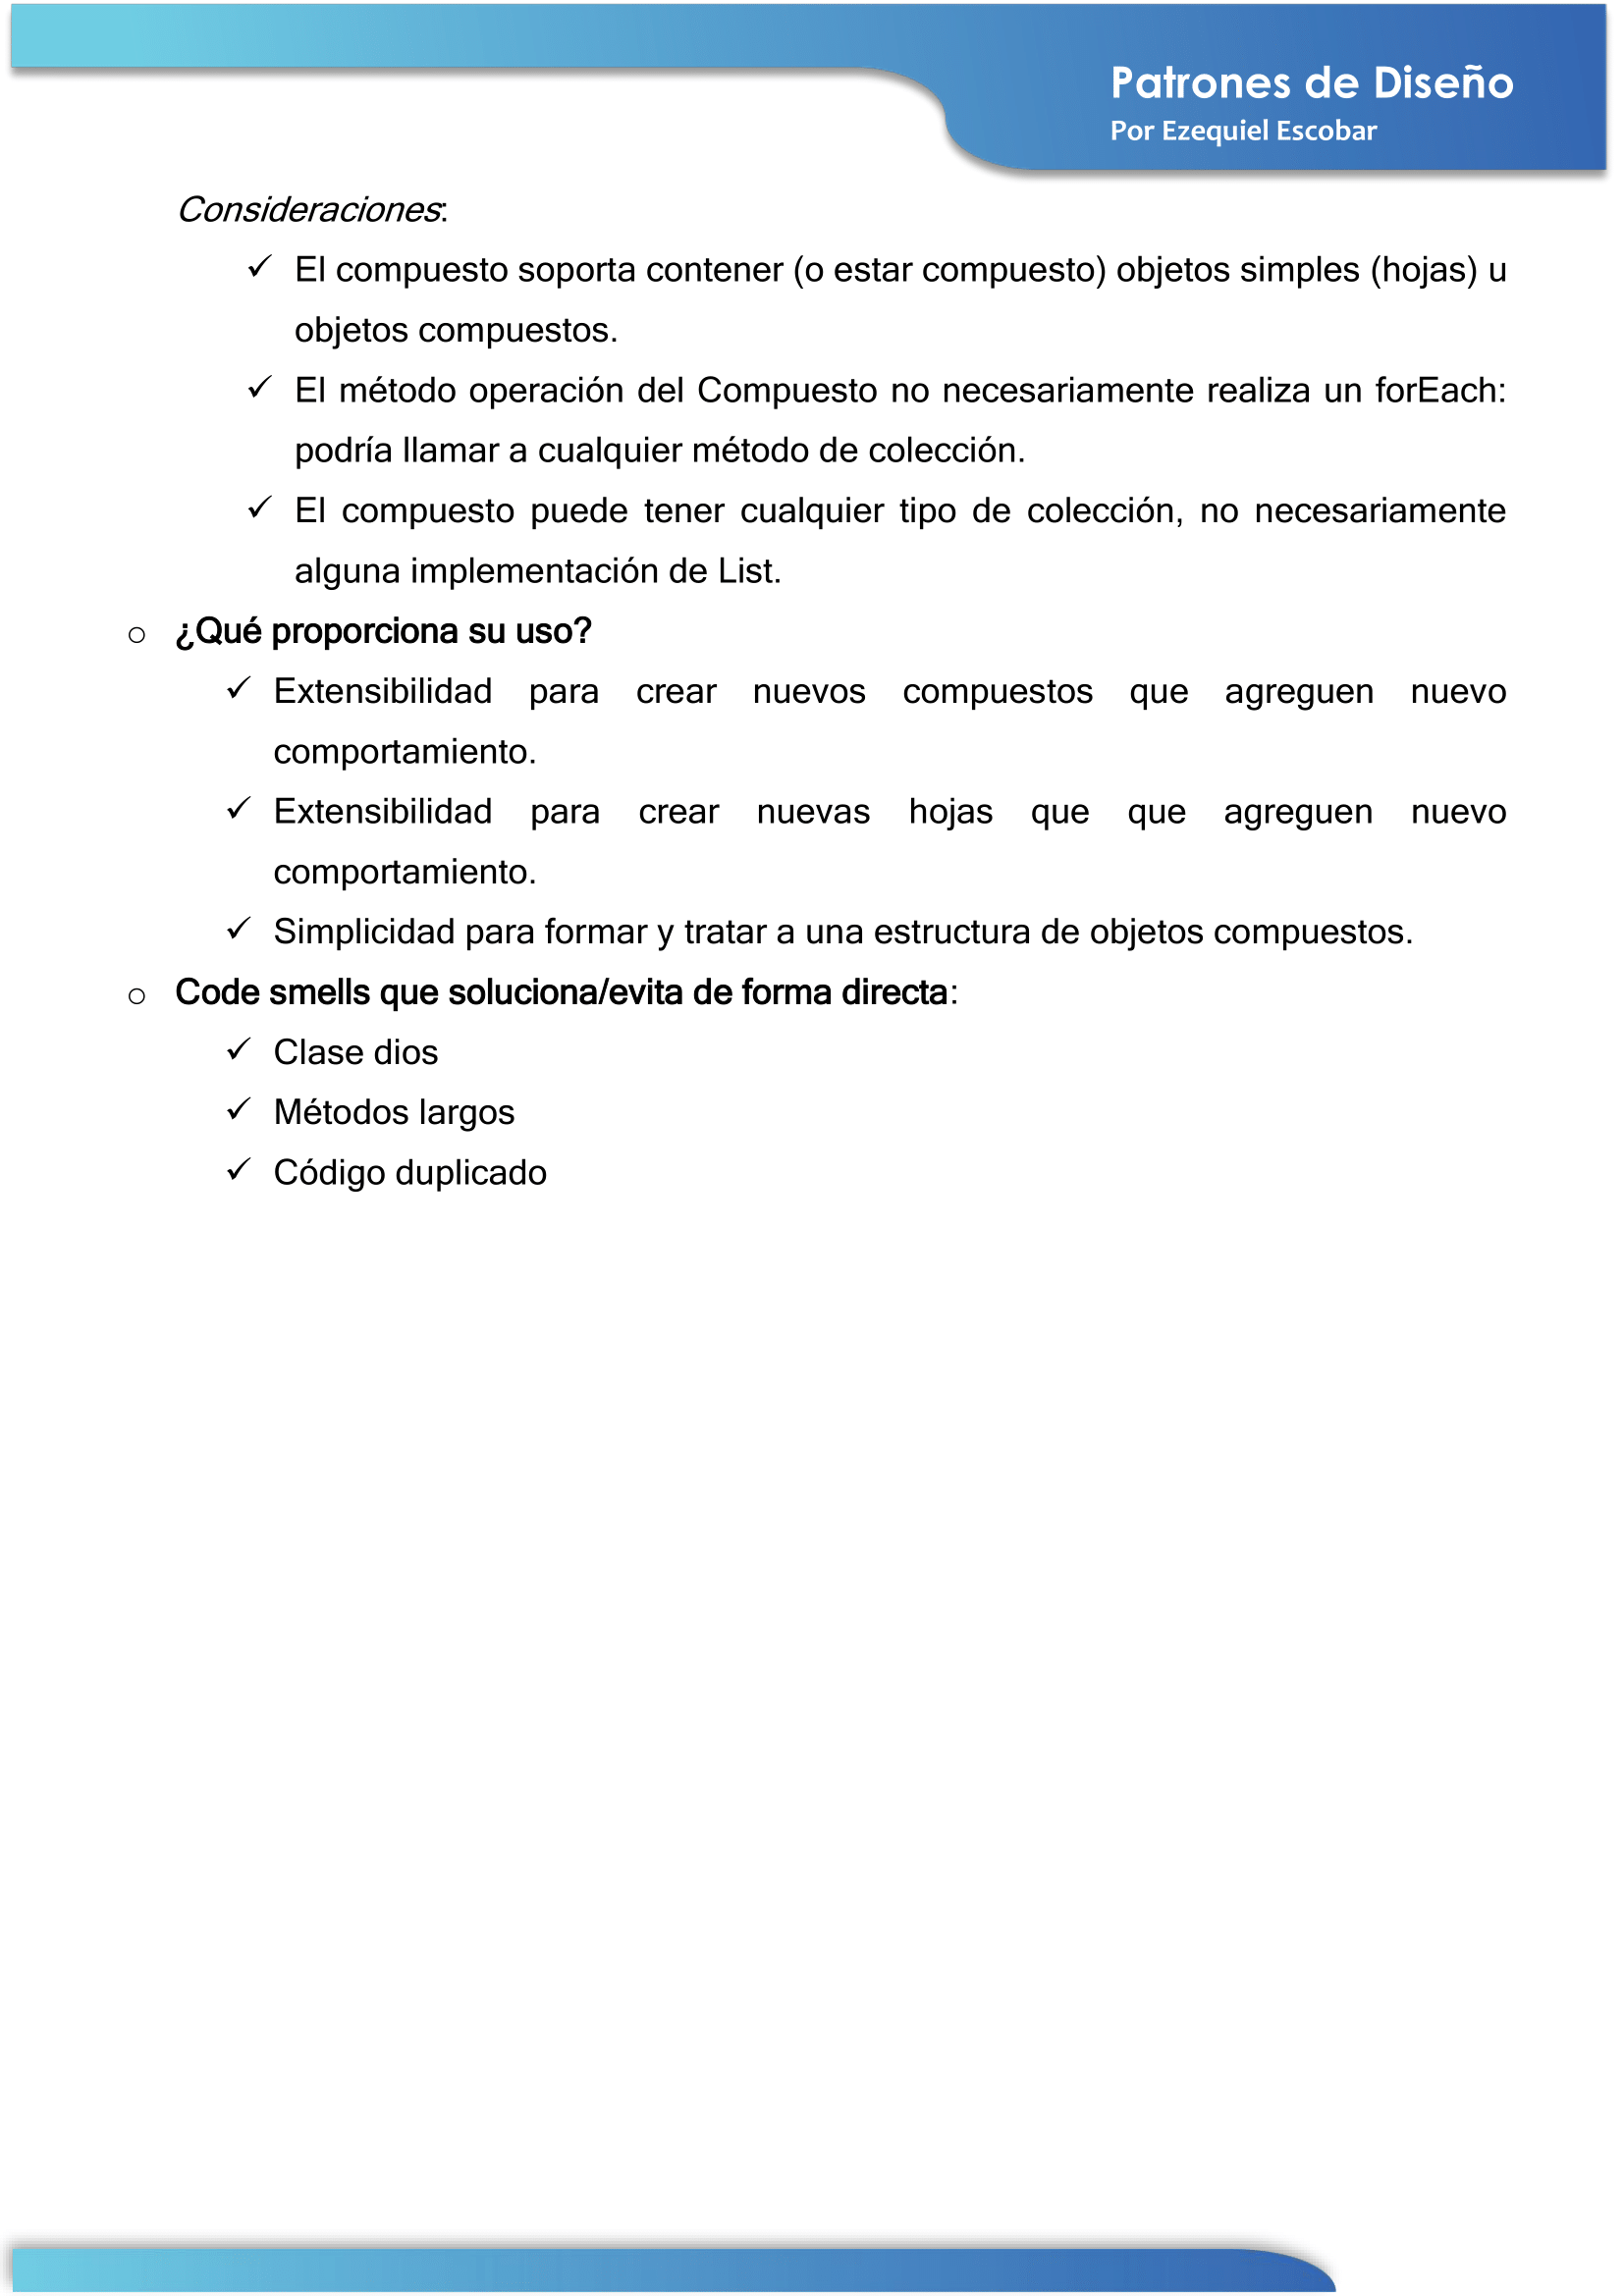 Patrones de Diseño
Por Ezequiel Escobar
Consideraciones:
✓ El compuesto soporta contener (o estar compuesto) objetos simples (hojas) u
objetos compuestos.
✓ El método operación del Compuesto no necesariamente realiza un forEach:
podría llamar a cualquier método de colección.
✓ El compuesto puede tener cualquier tipo de colección, no necesariamente
alguna implementación de List.
o ¿Qué proporciona su uso?
✓ Extensibilidad para crear nuevos compuestos que agreguen nuevo
comportamiento.
✓ Extensibilidad para crear nuevas hojas que que agreguen nuevo
comportamiento.
✓ Simplicidad para formar y tratar a una estructura de objetos compuestos.
o Code smells que soluciona/evita de forma directa:
✓ Clase dios
✓ Métodos largos
✓ Código duplicado